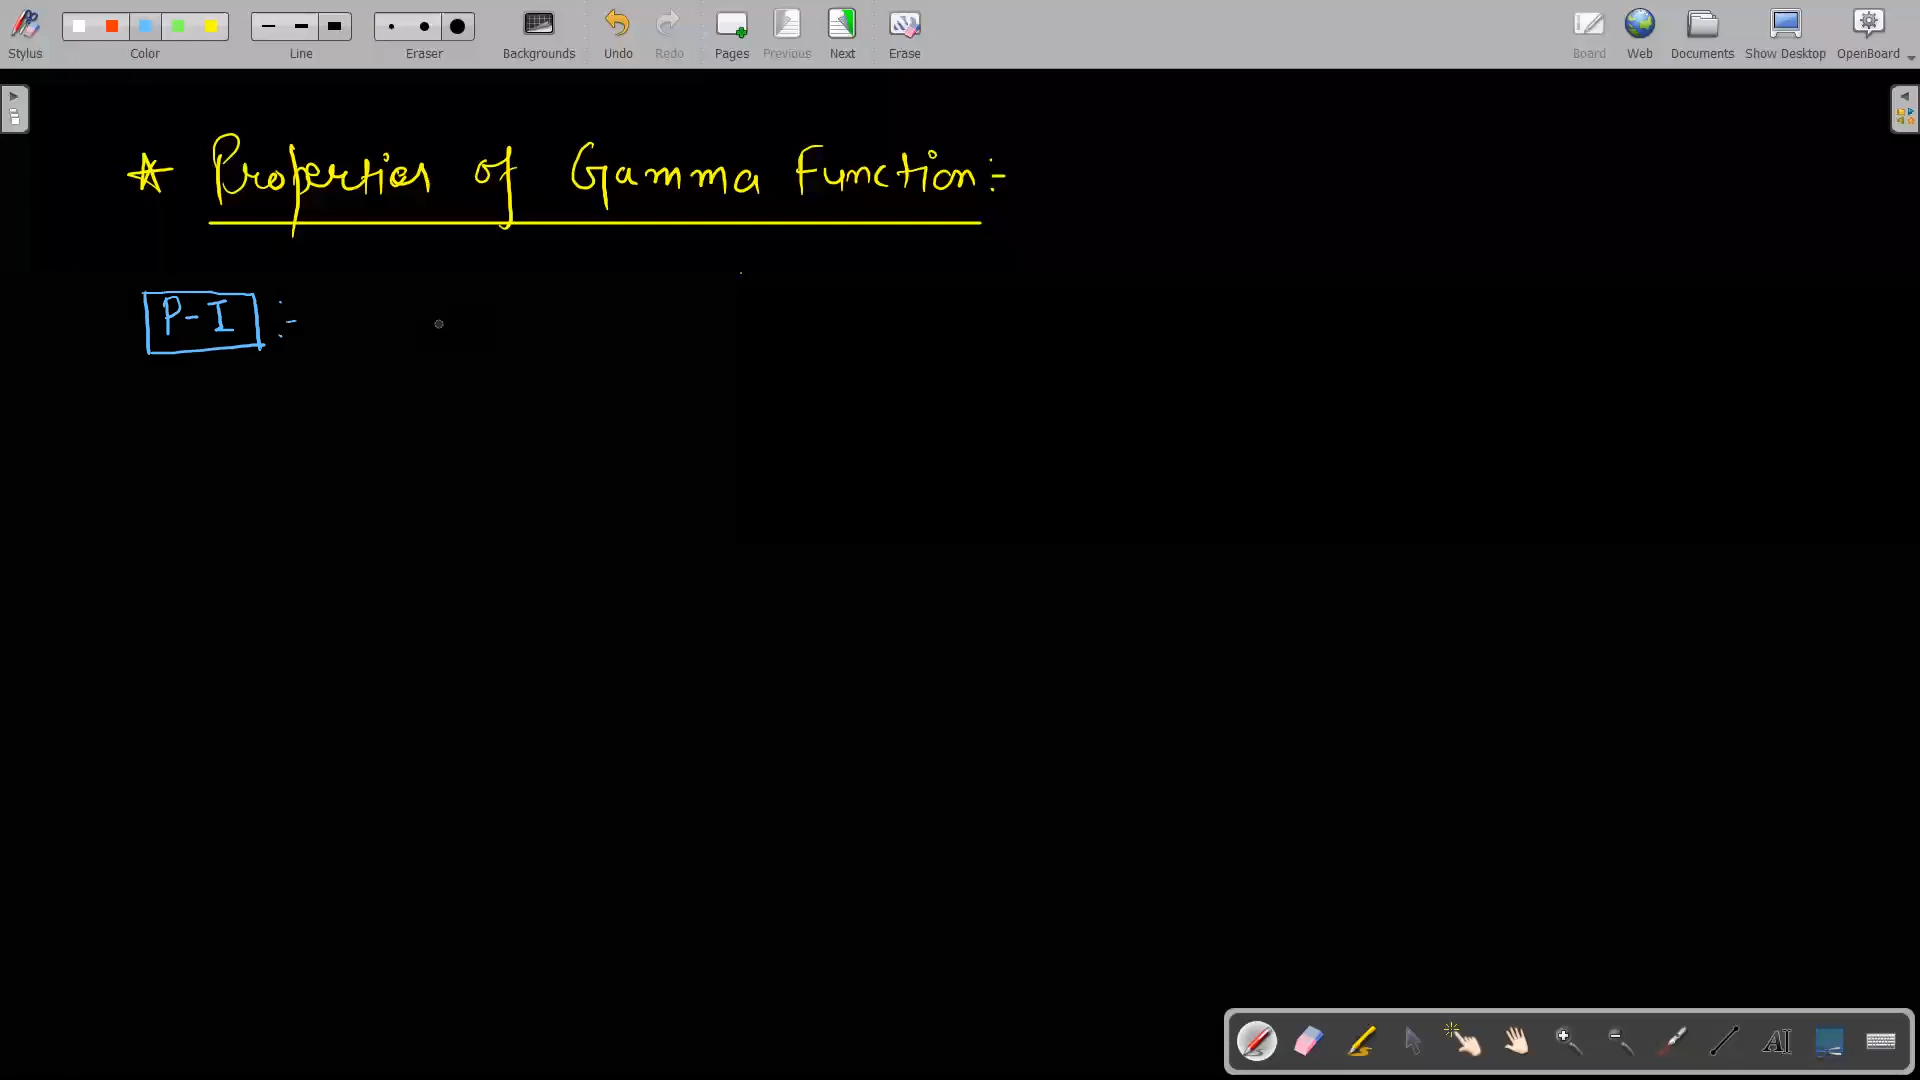 Stylus Color Line Eraser Backgrounds Undo Redo Pages Previous Next Erase Board Web Documents Show Desktop OpenBoard
* Properties of Gamma Function:-
P-I :-
AI